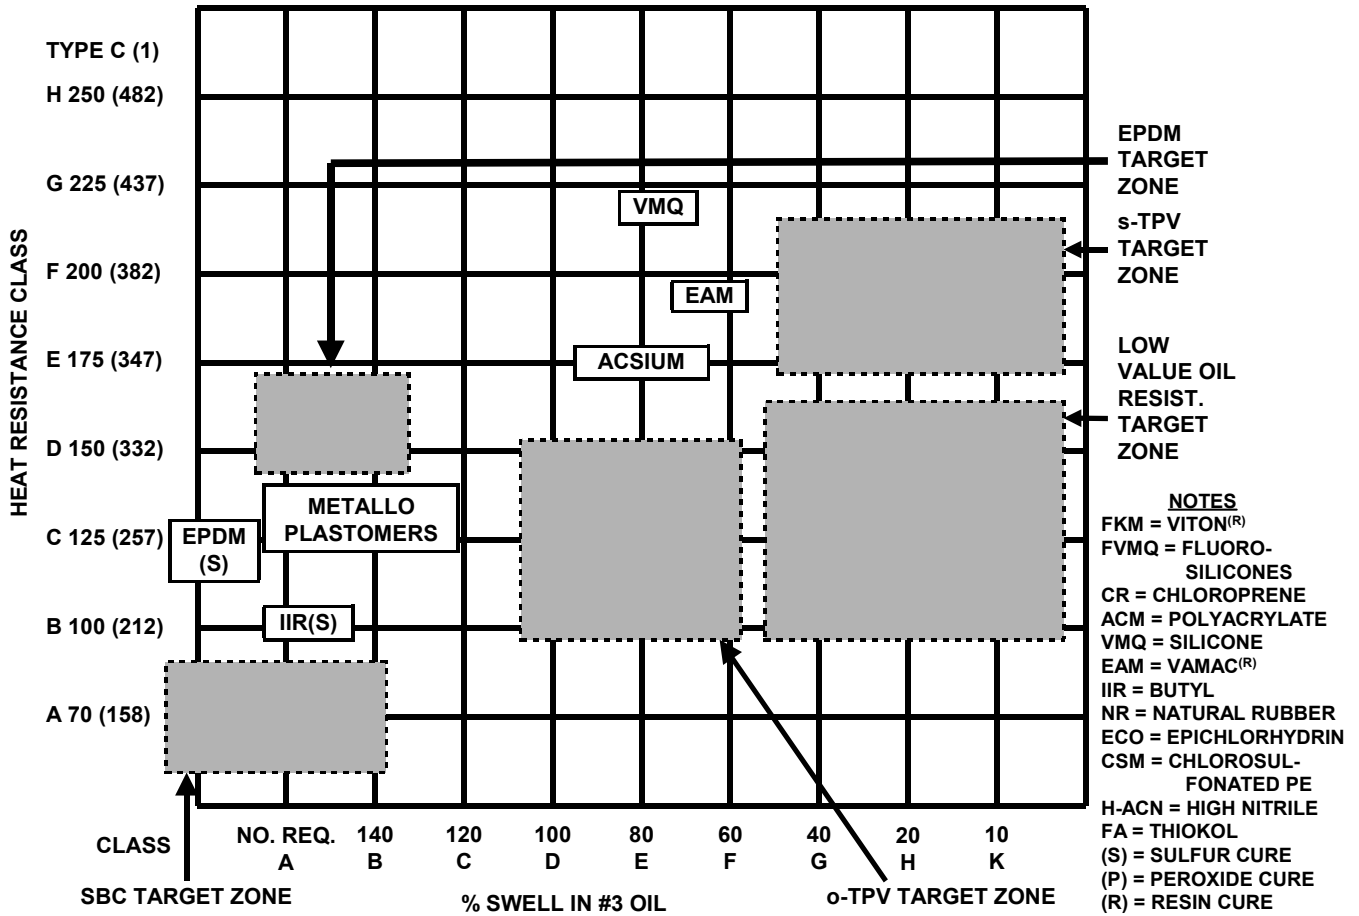 TYPE C (1)
H 250 (482)
G 225 (437)
F 200 (382)
E 175 (347)
D 150 (332)
C 125 (257)
B 100 (212)
A 70 (158)
HEAT RESISTANCE CLASS
VMQ
EAM
ACSIUM
METALLO
PLASTOMERS
EPDM
(S)
IIR(S)
EPDM
TARGET
ZONE
s-TPV
TARGET
ZONE
LOW
VALUE OIL
RESIST.
TARGET
ZONE
NOTES
FKM = VITON(R)
FVMQ = FLUORO-
SILICONES
CR = CHLOROPRENE
ACM = POLYACRYLATE
VMQ = SILICONE
EAM = VAMAC(R)
IIR = BUTYL
NR = NATURAL RUBBER
ECO = EPICHLORHYDRIN
CSM = CHLOROSUL-
FONATED PE
H-ACN = HIGH NITRILE
FA = THIOKOL
(S) = SULFUR CURE
(P) = PEROXIDE CURE
(R) = RESIN CURE
NO. REQ. 140 120 100 80 60 40 20 10
CLASS A B C D E F G H K
SBC TARGET ZONE
% SWELL IN #3 OIL
o-TPV TARGET ZONE